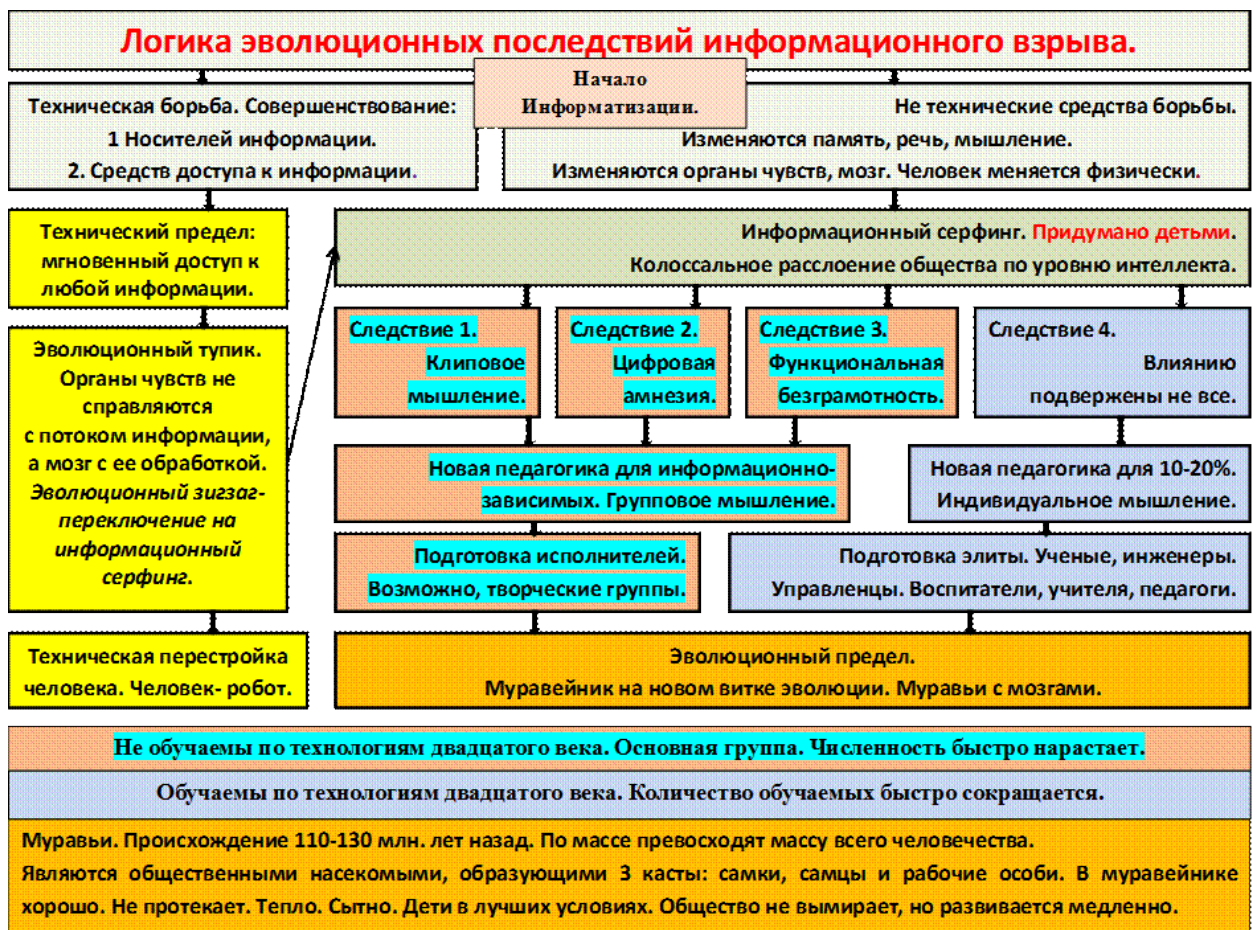 Логика эволюционных последствий информационного взрыва.
Начало
Информатизации.
Техническая борьба. Совершенствование:
1 Носителей информации.
2. Средств доступа к информации.
Не технические средства борьбы.
Изменяются память, речь, мышление.
Изменяются органы чувств, мозг. Человек меняется физически.
Технический предел:
мгновенный доступ к
любой информации.
Эволюционный тупик.
Органы чувств не
справляются
с потоком информации,
а мозг с ее обработкой.
Эволюционный зигзаг-
переключение на
информационный
серфинг.
Техническая перестройка
человека. Человек- робот.
Информационный серфинг. Придумано детьми.
Колоссальное расслоение общества по уровню интеллекта.
Следствие 1.
Клиповое
мышление.
Следствие 2.
Цифровая
амнезия.
Следствие 3.
Функциональная
безграмотность.
Следствие 4.
Влиянию
подвержены не все.
Новая педагогика для информационно-
зависимых. Групповое мышление.
Новая педагогика для 10-20%.
Индивидуальное мышление.
Подготовка исполнителей.
Возможно, творческие группы.
Подготовка элиты. Ученые, инженеры.
Управленцы. Воспитатели, учителя, педагоги.
Эволюционный предел.
Муравейник на новом витке эволюции. Муравьи с мозгами.
Не обучаемы по технологиям двадцатого века. Основная группа. Численность быстро нарастает.
Обучаемы по технологиям двадцатого века. Количество обучаемых быстро сокращается.
Муравьи. Происхождение 110-130 млн. лет назад. По массе превосходят массу всего человечества.
Являются общественными насекомыми, образующими 3 касты: самки, самцы и рабочие особи. В муравейнике
хорошо. Не протекает. Тепло. Сытно. Дети в лучших условиях. Общество не вымирает, но развивается медленно.